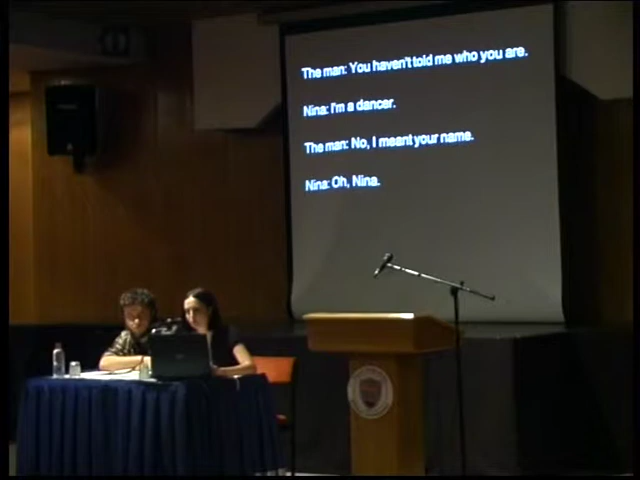 The man: You haven't told me who you are.
Nina: I'm a dancer.
The man: No, I meant your name.
Nina: Oh, Nina.